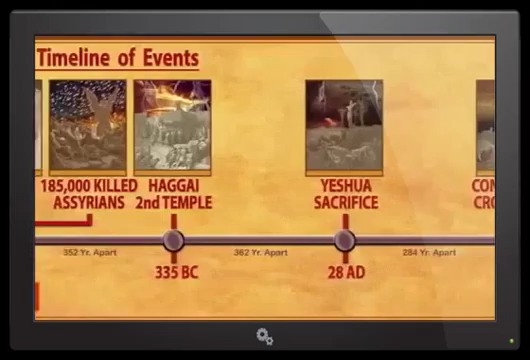 Timeline of Events
185,000 KILLED
ASSYRIANS
HAGGAI
2nd TEMPLE
YESHUA
SACRIFICE
352 Yr. Apart
362 Yr. Apart
284 Yr. Apart
335 BC
28 AD